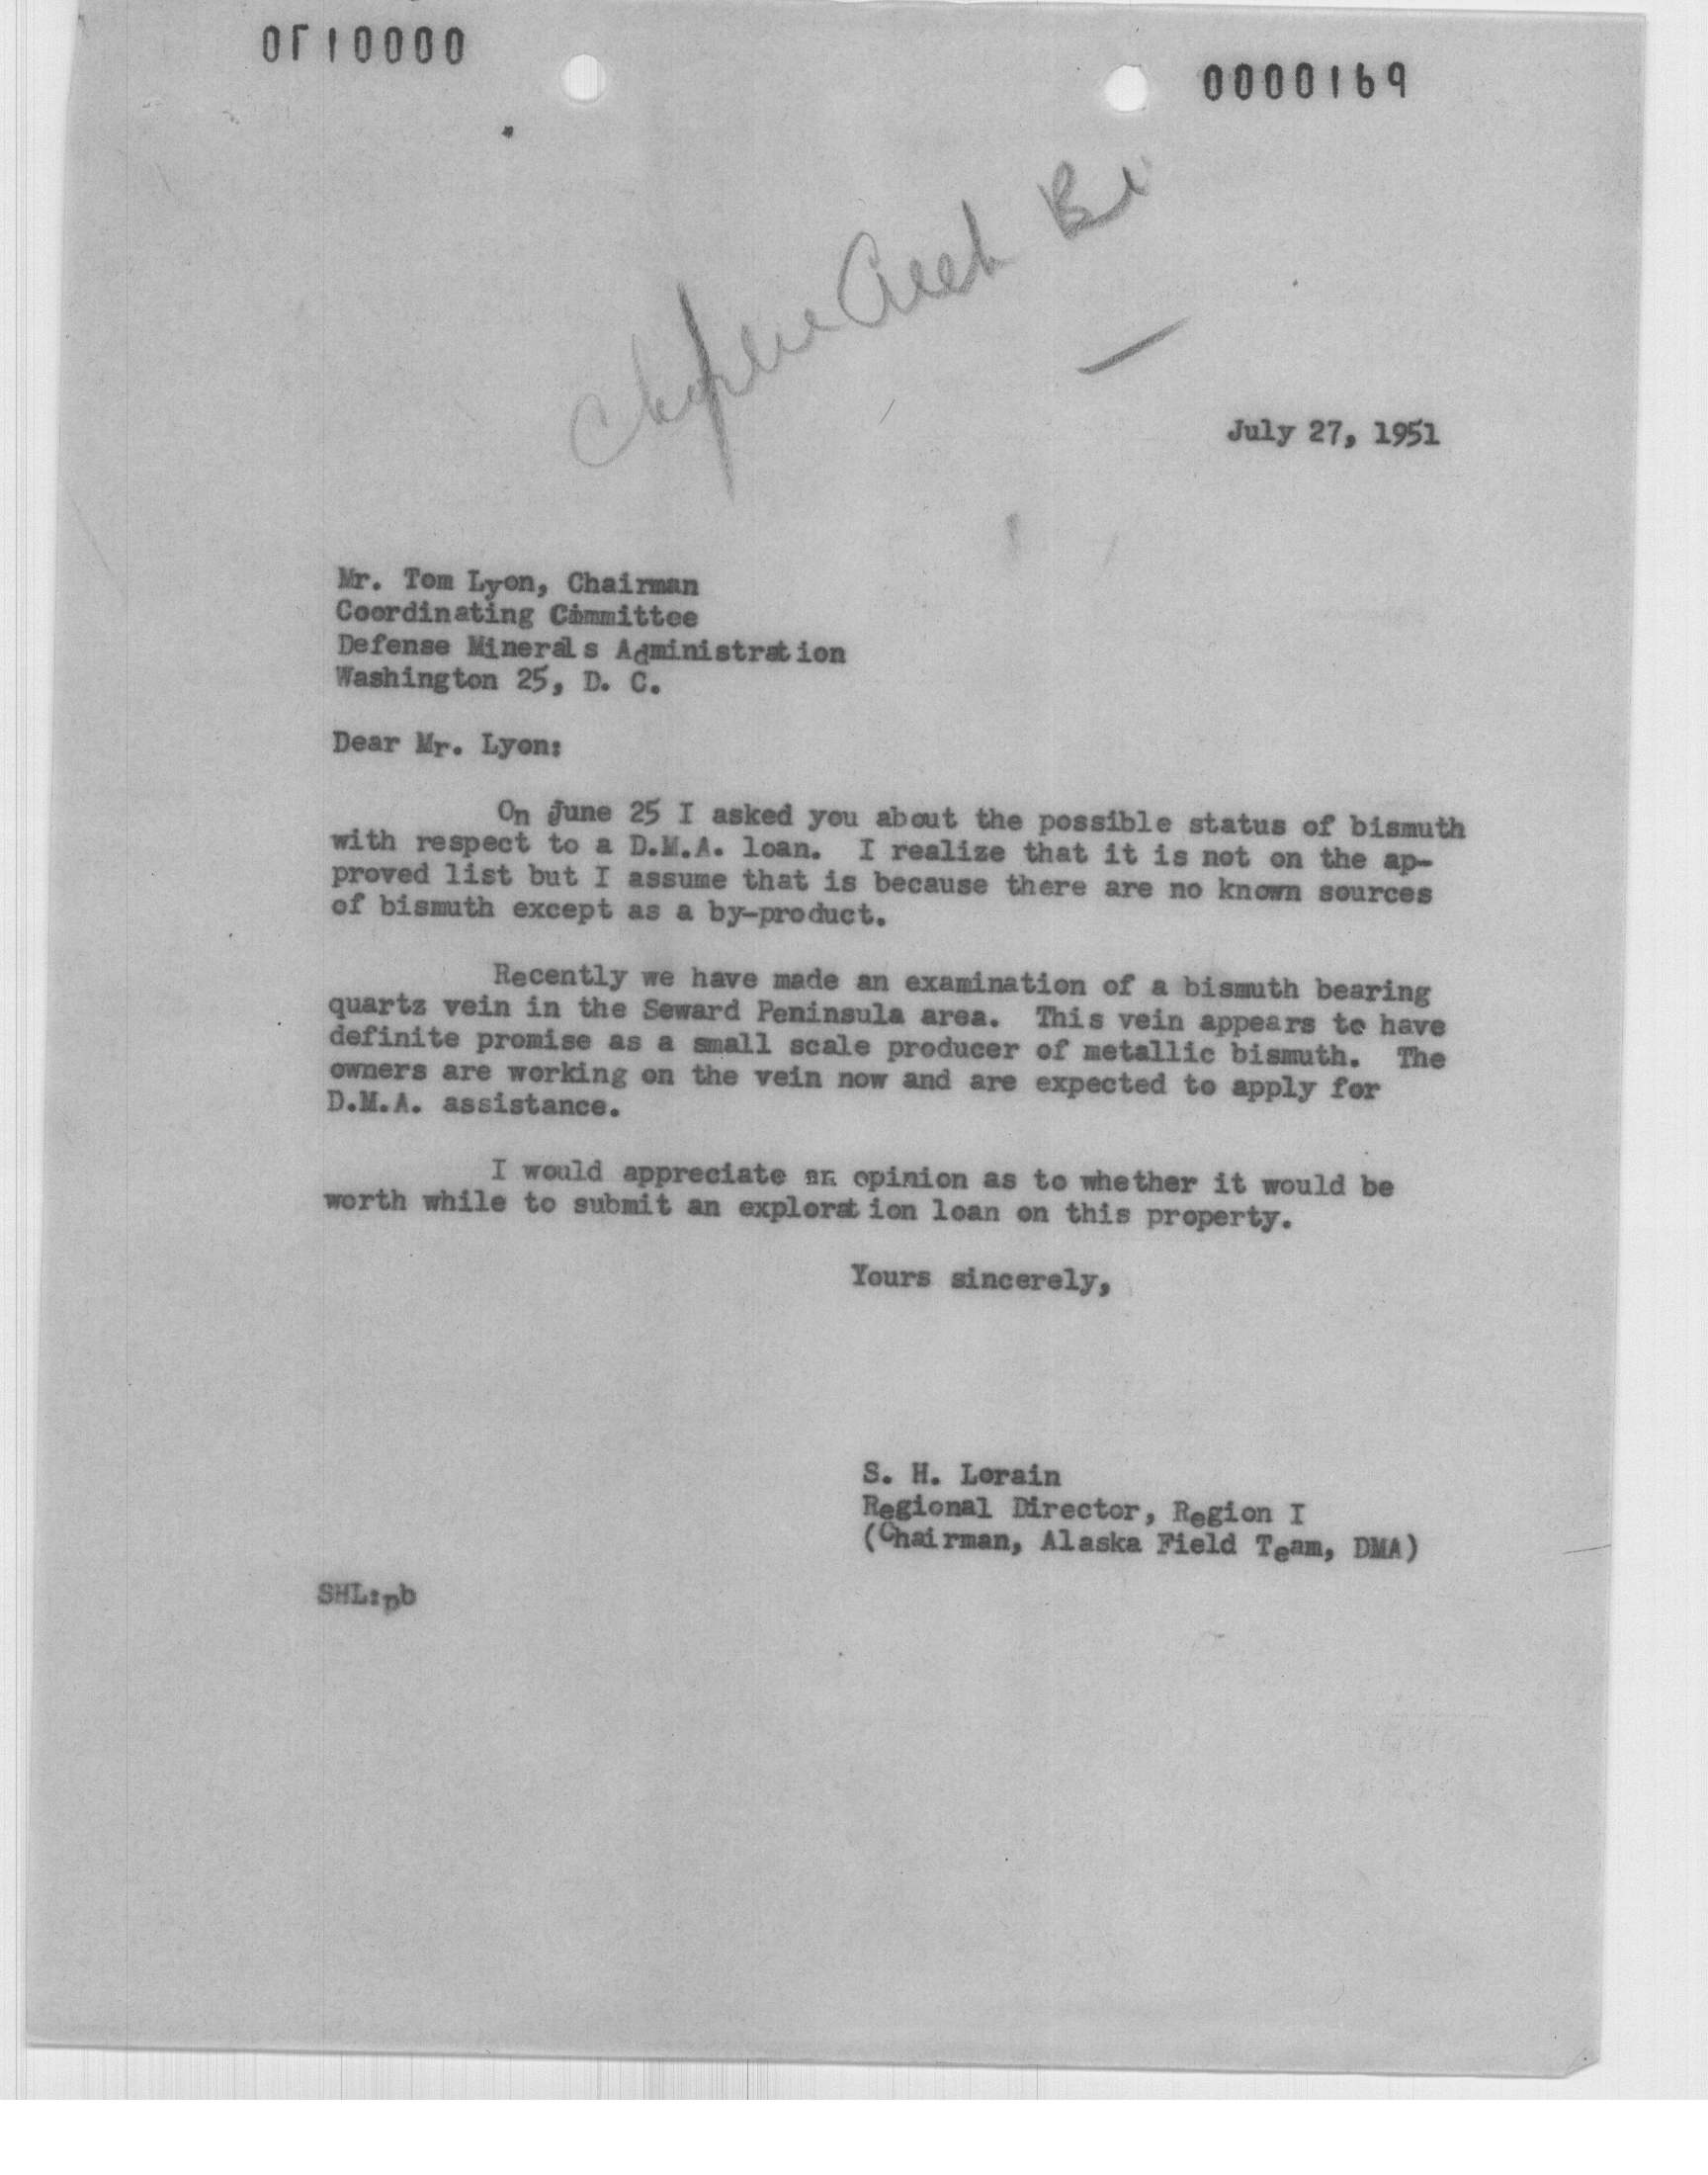 0000169
Creek Bi
July 27, 1951
Mr. Tom Lyon, Chairman
Coordinating Cimmittee
Defense Minerals Administration
Washington 25, D. C.
Dear Mr. Lyon:
On June 25 I asked you about the possible status of bismuth
with respect to a D.M.A. loan. I realize that it is not on the ap-
proved list but I assume that is because there are no known sources
of bismuth except as a by-product.
Recently we have made an examination of a bismuth bearing
quartz vein in the Seward Peninsula area. This vein appears to have
definite promise as a small scale producer of metallic bismuth. The
owners are working on the vein now and are expected to apply for
D.M.A. assistance.
I would appreciate an opinion as to whether it would be
worth while to submit an exploration loan on this property.
Yours sincerely,
S. H. Lorain
Regional Director, Region I
(Chairman, Alaska Field Team, DMA)
SHL:pb